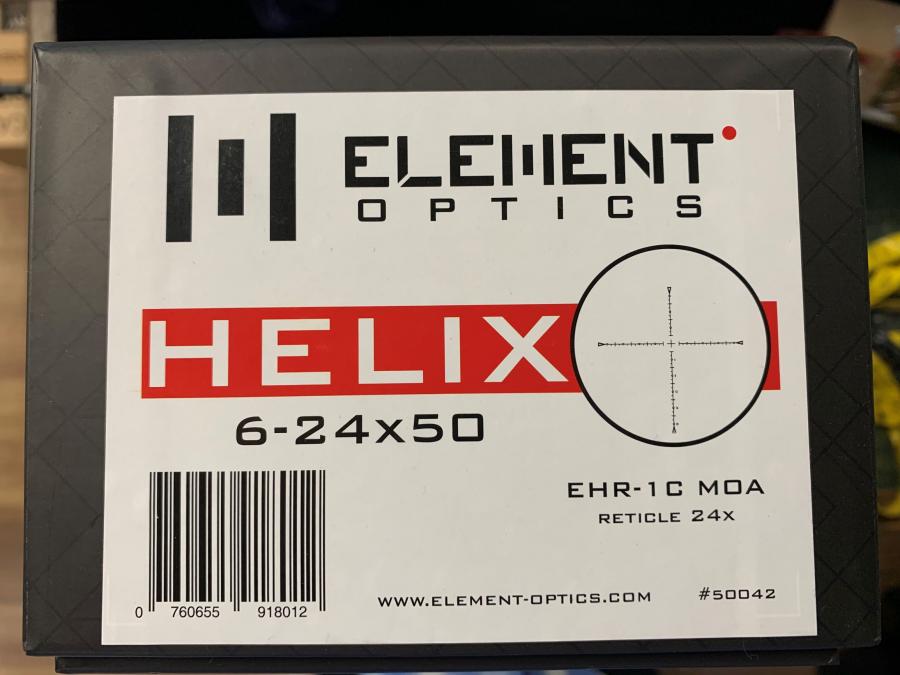 ELEMENT
OPTICS
HELIX
6-24x50
EHR-1C MOA
RETICLE 24x
0 760655 918012
WWW.ELEMENT-OPTICS.COM
#50042